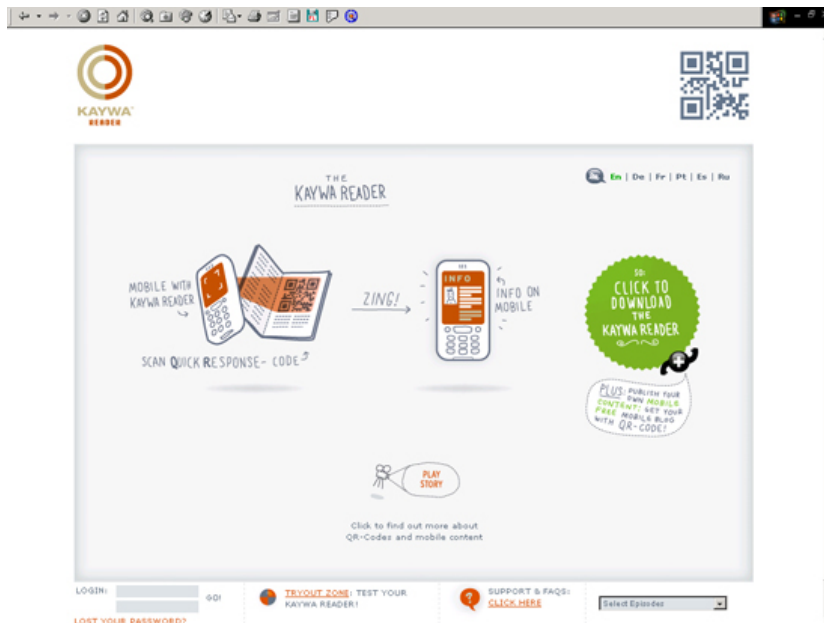 KAYWA
READER
THE
KAYWA READER
En | De | Fr | Pt | Es | Ru
MOBILE WITH
KAYWA READER
SCAN QUICK RESPONSE- CODE
ZING!
INFO
INFO ON
MOBILE
SO:
CLICK TO
DOWNLOAD
THE
KAYWA READER
PLUS: PUBLISH YOUR
OWN MOBILE
CONTENT! GET YOUR
FREE MOBILE BLOG
WITH QR-CODE!
PLAY
STORY
Click to find out more about
QR-Codes and mobile content
LOGIN:
GO!
LOST YOUR PASSWORD?
TRYOUT ZONE: TEST YOUR
KAYWA READER!
SUPPORT & FAQS:
CLICK HERE
Select Episodes